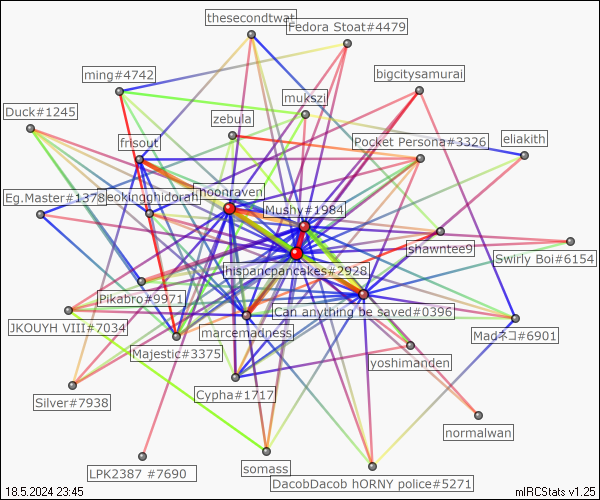 thesecondtwat
Fedora Stoat#4479
ming#4742
bigcitysamurai
mukszi
Duck#1245
zebula
frisout
Pocket Persona#3326
eliakith
Eg.Master#1378
neokingghidorah
moonraven
Mushy#1984
shawntee9
Swirly Boi#6154
hispancpancakes#2928
Pikabro#9971
Can anything be saved#0396
JKOUYH VIII#7034
marcemadness
Madネコ#6901
Majestic#3375
yoshimanden
Silver#7938
Cypha#1717
normalwan
LPK2387 #7690
somass
DacobDacob hORNY police#5271
18.5.2024 23:45
mIRCStats v1.25